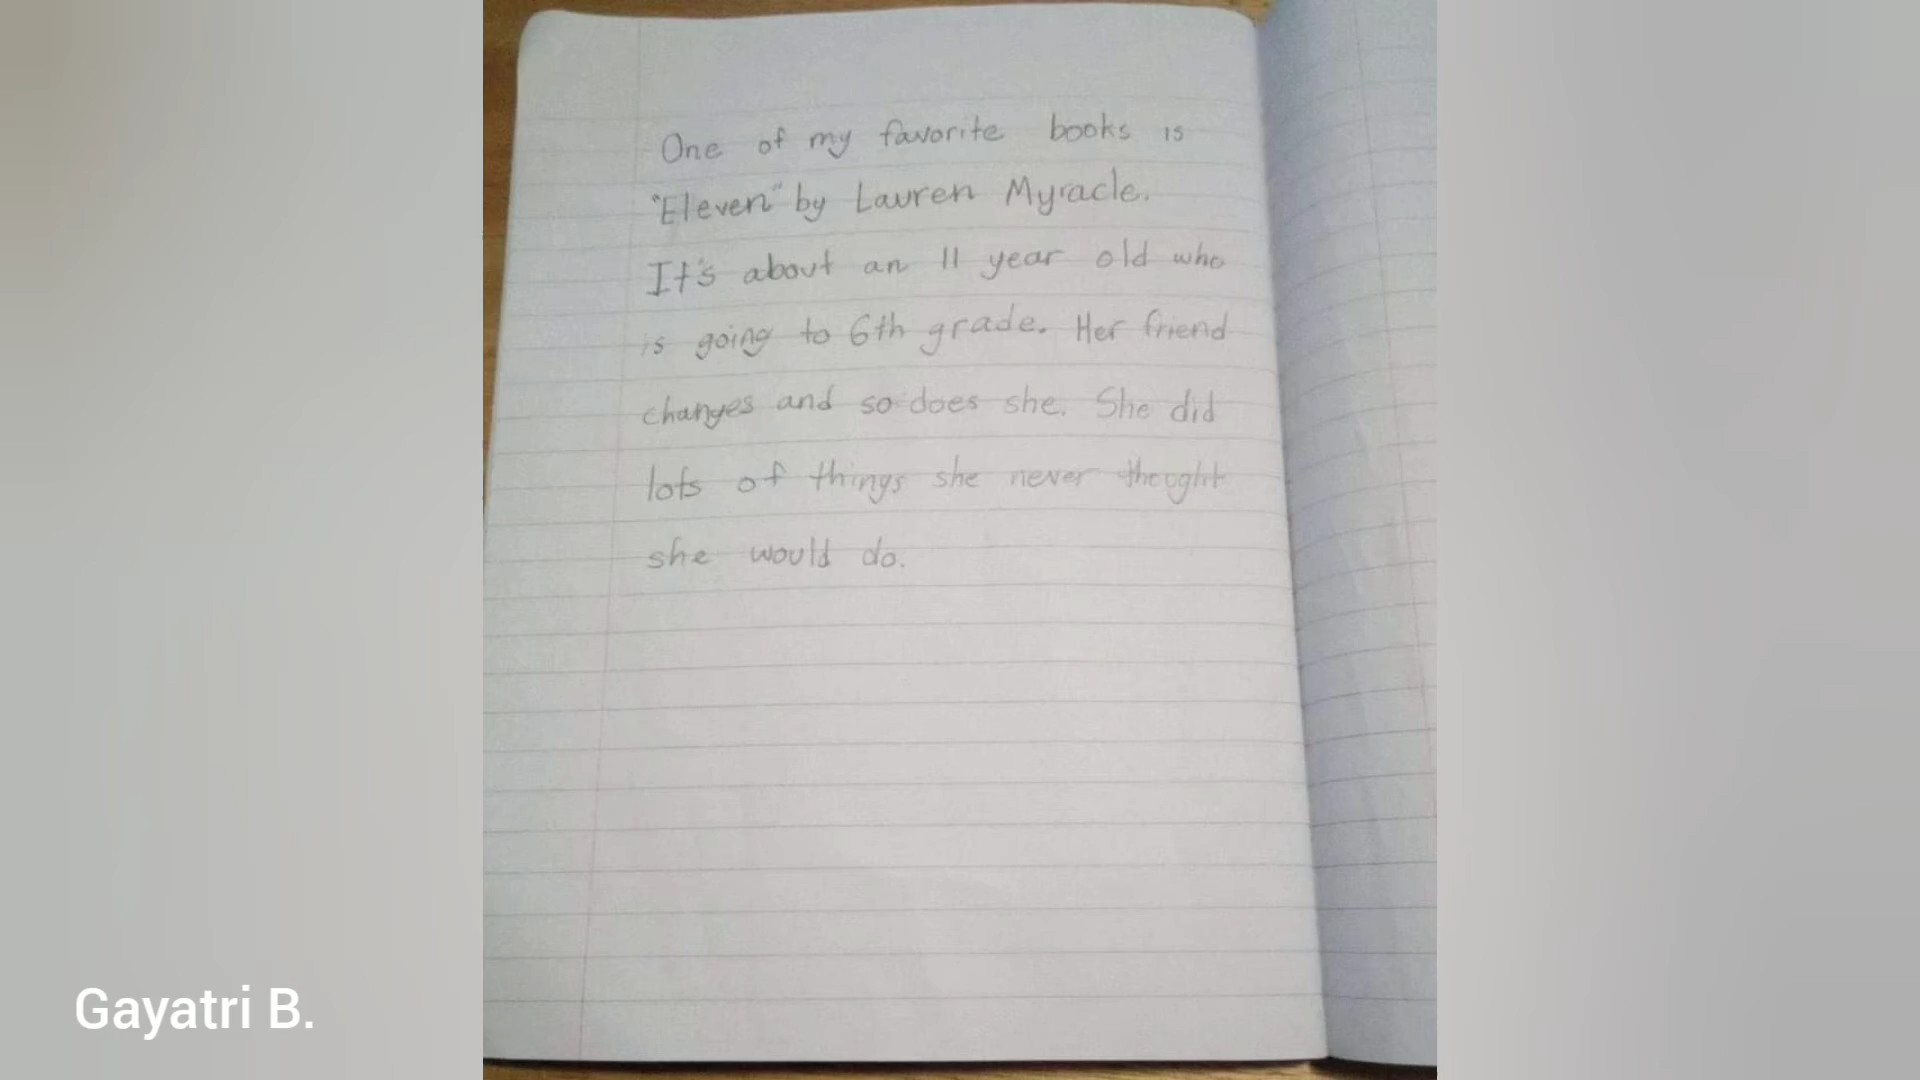 One of my favorite books is
"Eleven" by Lauren Myracle.
It's about an 11 year old who
is going to 6th grade. Her friend
changes and so does she. She did
lots of things she never thought
she would do.
Gayatri B.